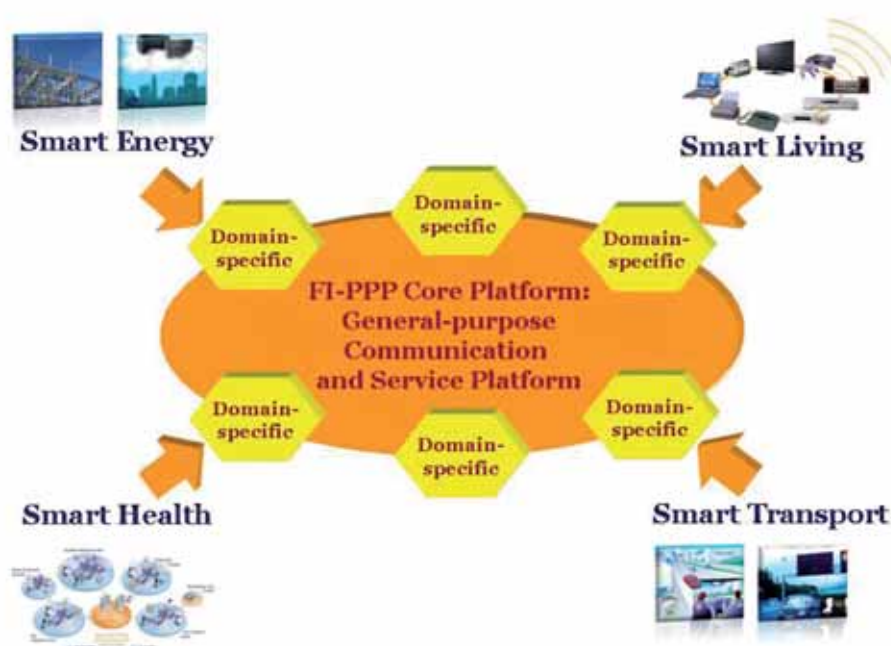 Smart Energy
Smart Living
Domain-
specific
Domain-
specific
Domain-
specific
FI-PPP Core Platform:
General-purpose
Communication
and Service Platform
Domain-
specific
Domain-
specific
Domain-
specific
Smart Health
Smart Transport